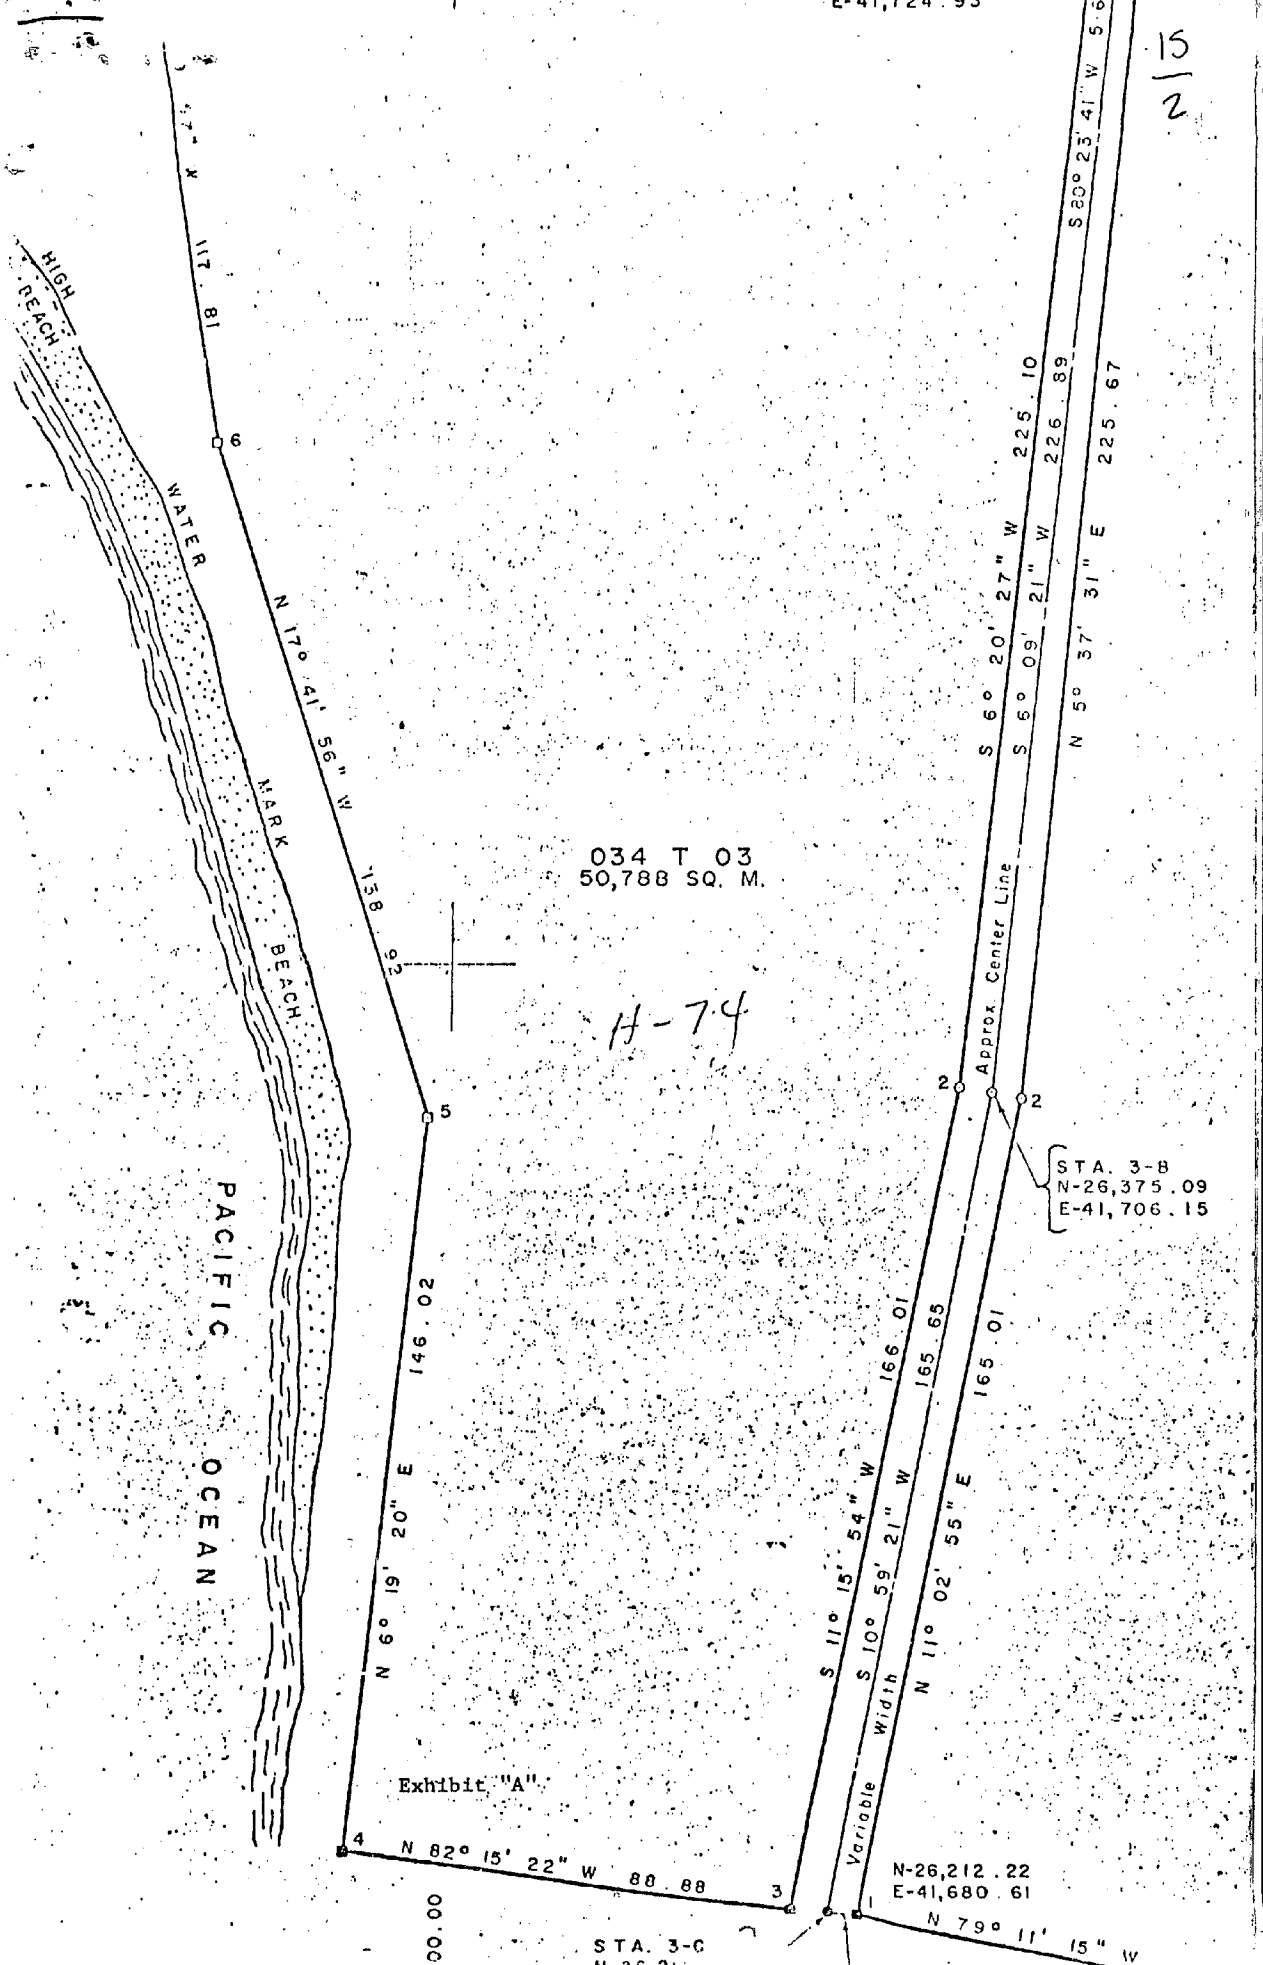 E-41,724.93
15
2
S 80° 23' 41" W 5.6
117.81
HIGH
WATER
MARK
BEACH
BEACH
6
N 17° 41' 56" W 138.92
S 6° 20' 27" W 225.10
S 6° 09' 21" W 226.89
N 5° 37' 31" E 225.67
034 T 03
50,788 SQ. M.
H-74
Approx. Center Line
2
2
5
STA. 3-B
N-26,375.09
E-41,706.15
PACIFIC OCEAN
N 6° 19' 20" E 146.02
S 11° 15' 54" W 166.01
S 10° 59' 21" W 165.65
N 11° 02' 55" E 165.01
Variable Width
Exhibit "A"
4
N 82° 15' 22" W 88.88
3
1
N-26,212.22
E-41,680.61
N 79° 11' 15" W
00.00
STA. 3-C